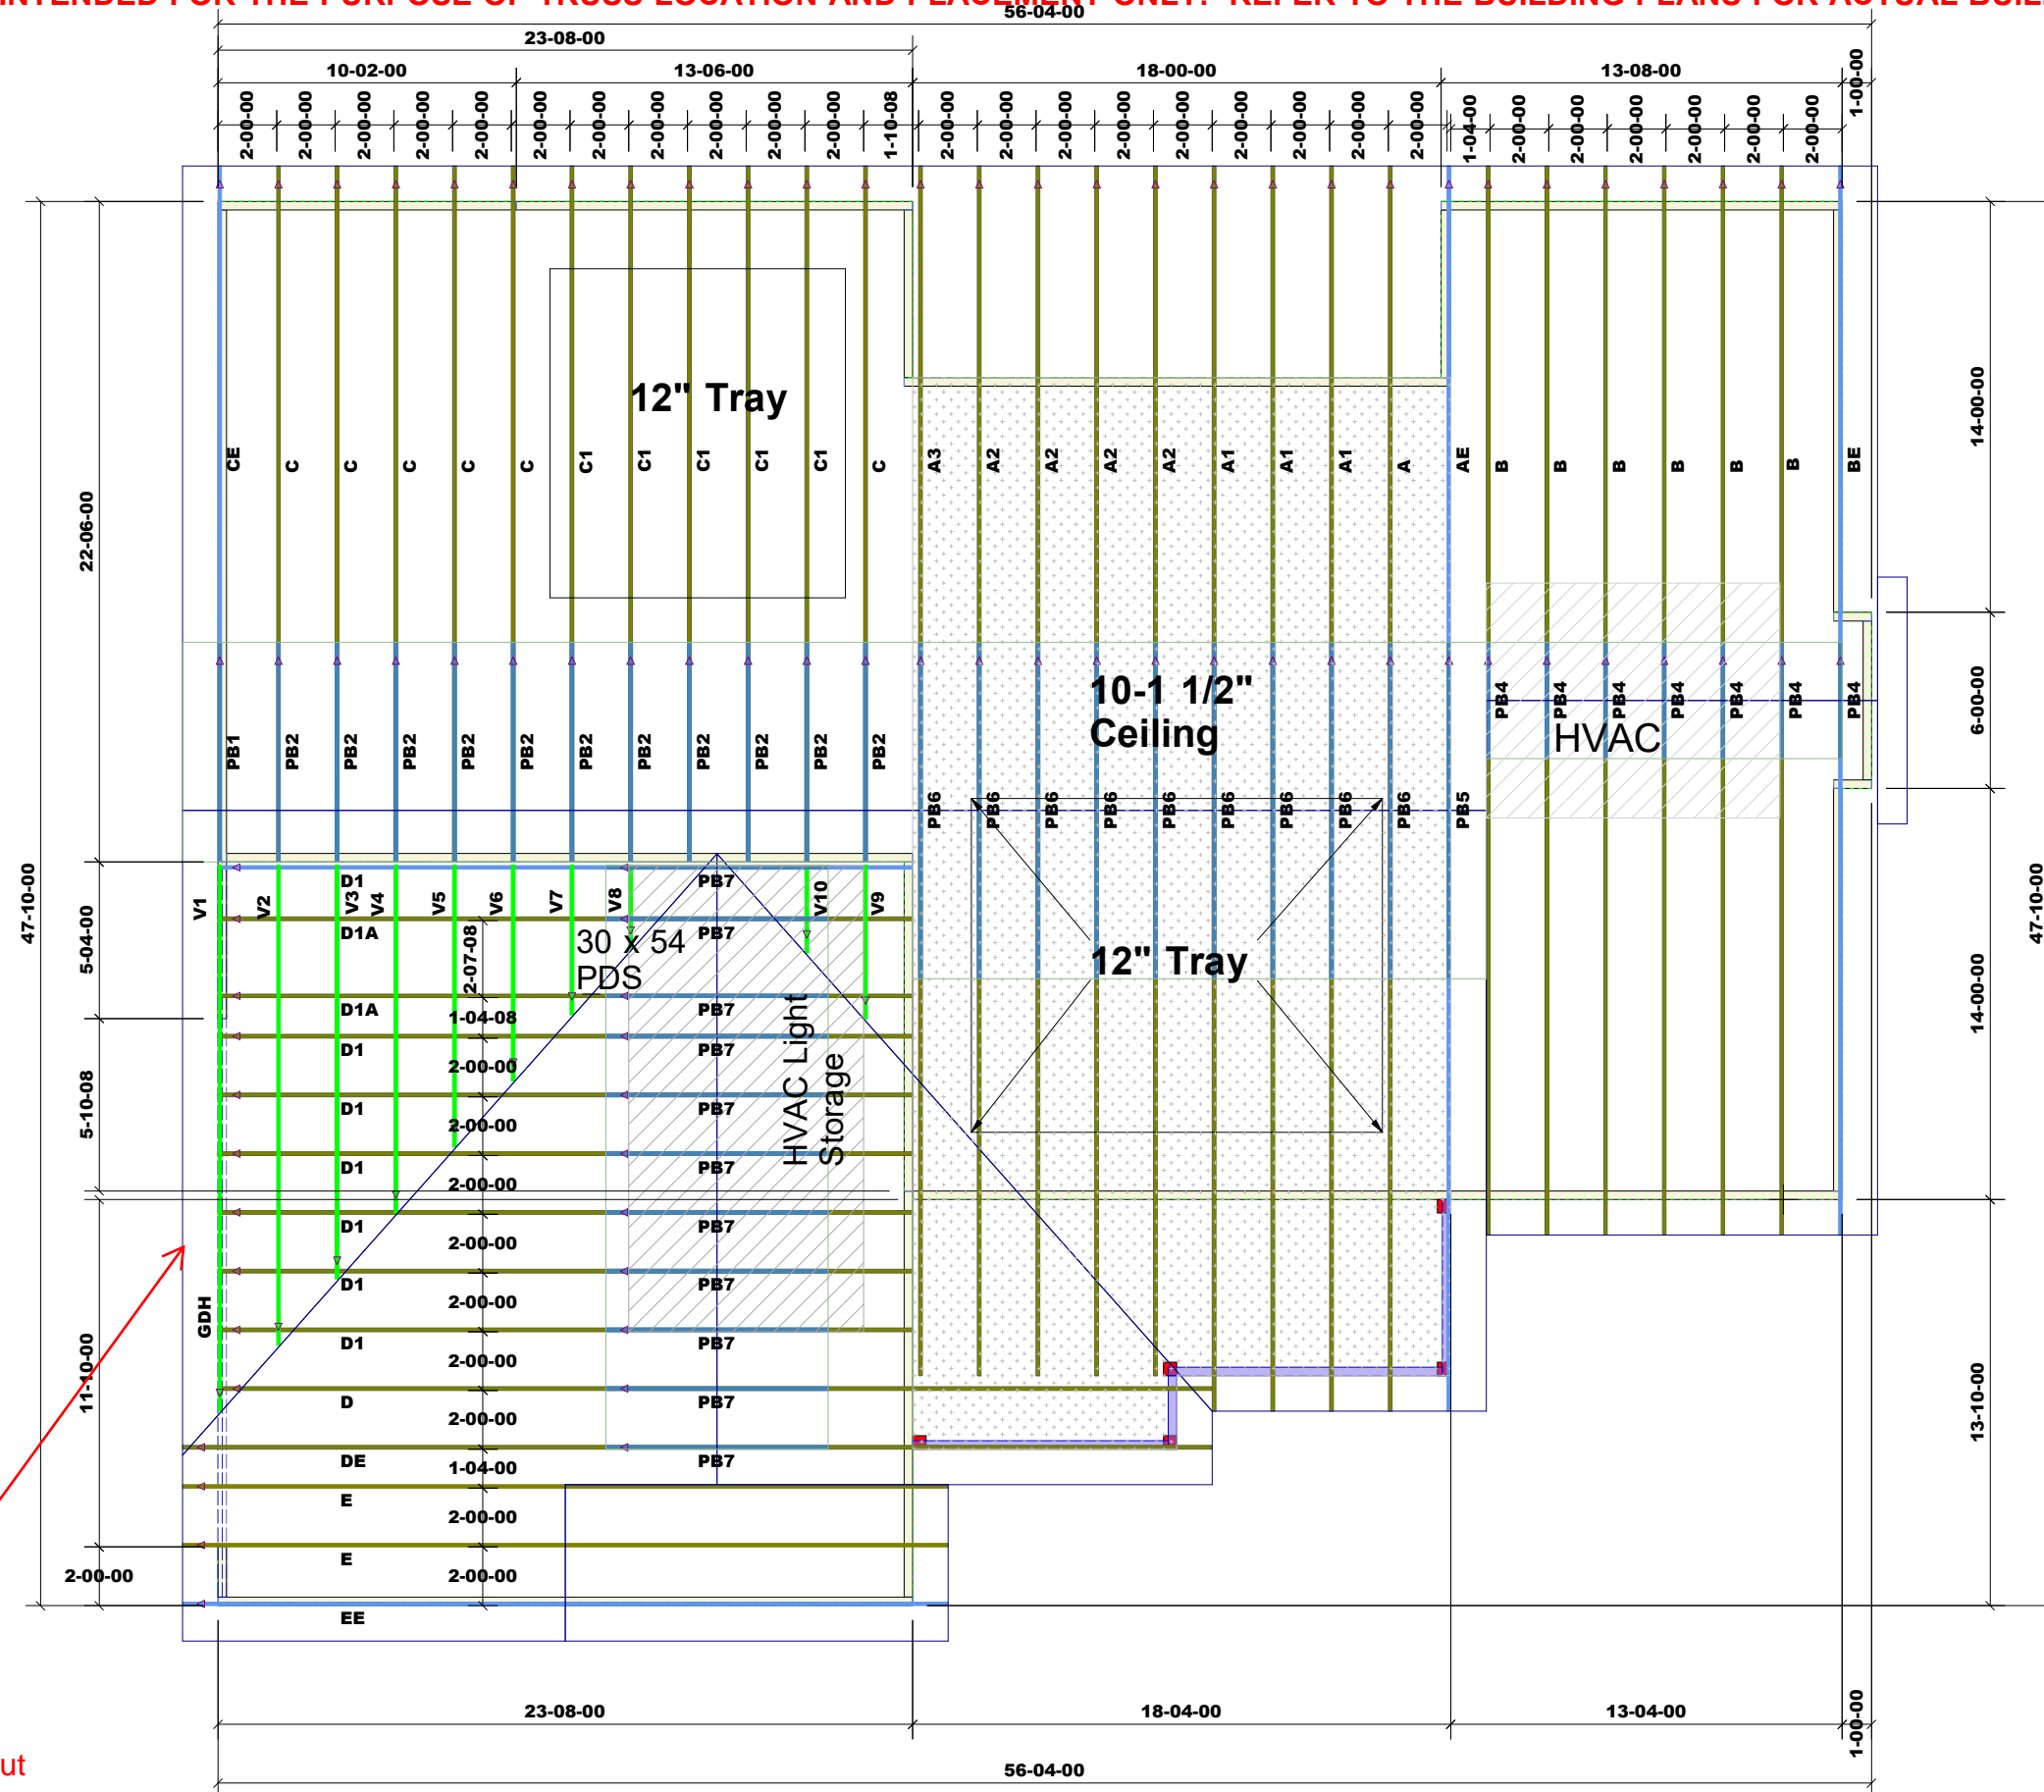 INTENDED FOR THE PURPOSE OF TRUSS LOCATION AND PLACEMENT ONLY. REFER TO THE BUILDING PLANS FOR ACTUAL
56-04-00
23-08-00
10-02-00 13-06-00 18-00-00 13-08-00 1-00-00
2-00-00 2-00-00 2-00-00 2-00-00 2-00-00 2-00-00 2-00-00 2-00-00 2-00-00 2-00-00 2-00-00 1-10-08 2-00-00 2-00-00 2-00-00 2-00-00 2-00-00 2-00-00 2-00-00 2-00-00 2-00-00 1-04-00 2-00-00 2-00-00 2-00-00 2-00-00 2-00-00 2-00-00
12" Tray
14-00-00
CE C C C C C C1 C1 C1 C1 C1 C A3 A2 A2 A2 A2 A1 A1 A1 A AE B B B B B B BE
22-06-00
10-1 1/2"
Ceiling
PB4 PB4 PB4 PB4 PB4 PB4 PB4
6-00-00
HVAC
PB1 PB2 PB2 PB2 PB2 PB2 PB2 PB2 PB2 PB2 PB2 PB2
PB6 PB6 PB6 PB6 PB6 PB6 PB6 PB6 PB6 PB5
47-10-00
47-10-00
V1 V2 V3 V4 V5 V6 V7 V8 V10 V9
D1 PB7
D1A PB7
5-04-00
2-07-08
30 x 54
PDS
12" Tray
D1A 1-04-08 PB7
14-00-00
D1 PB7
2-00-00
HVAC Light
Storage
5-10-08
D1 PB7
2-00-00
D1 PB7
2-00-00
D1 PB7
2-00-00
D1 PB7
2-00-00
GDH
D1 PB7
2-00-00
11-10-00
D PB7
2-00-00
13-10-00
DE PB7
1-04-00
E
2-00-00
E
2-00-00 2-00-00
EE
23-08-00 18-04-00 13-04-00 1-00-00
ut
56-04-00